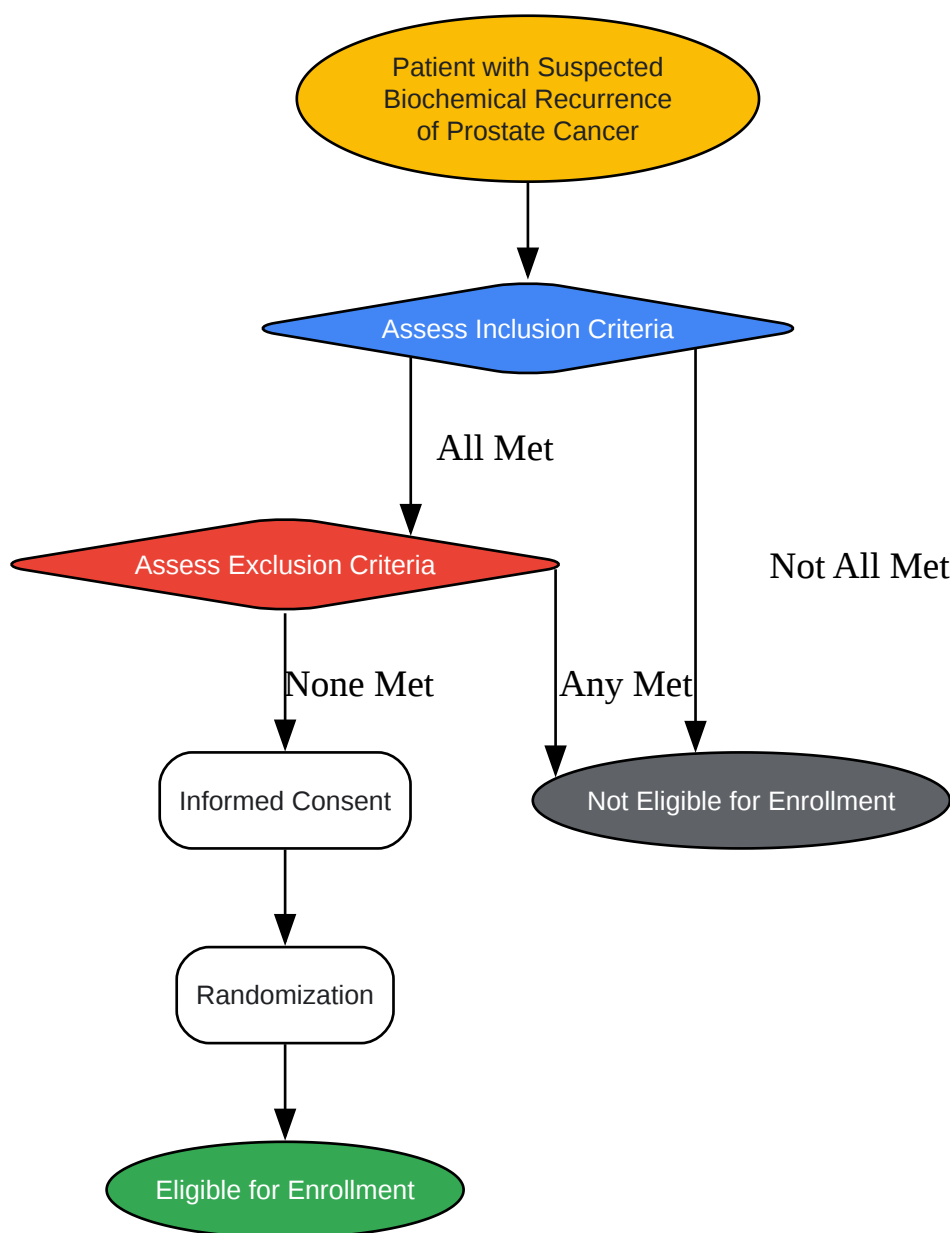 Patient with Suspected
Biochemical Recurrence
of Prostate Cancer
Assess Inclusion Criteria
All Met
Assess Exclusion Criteria
Not All Met
None Met
Any Met
Informed Consent
Not Eligible for Enrollment
Randomization
Eligible for Enrollment